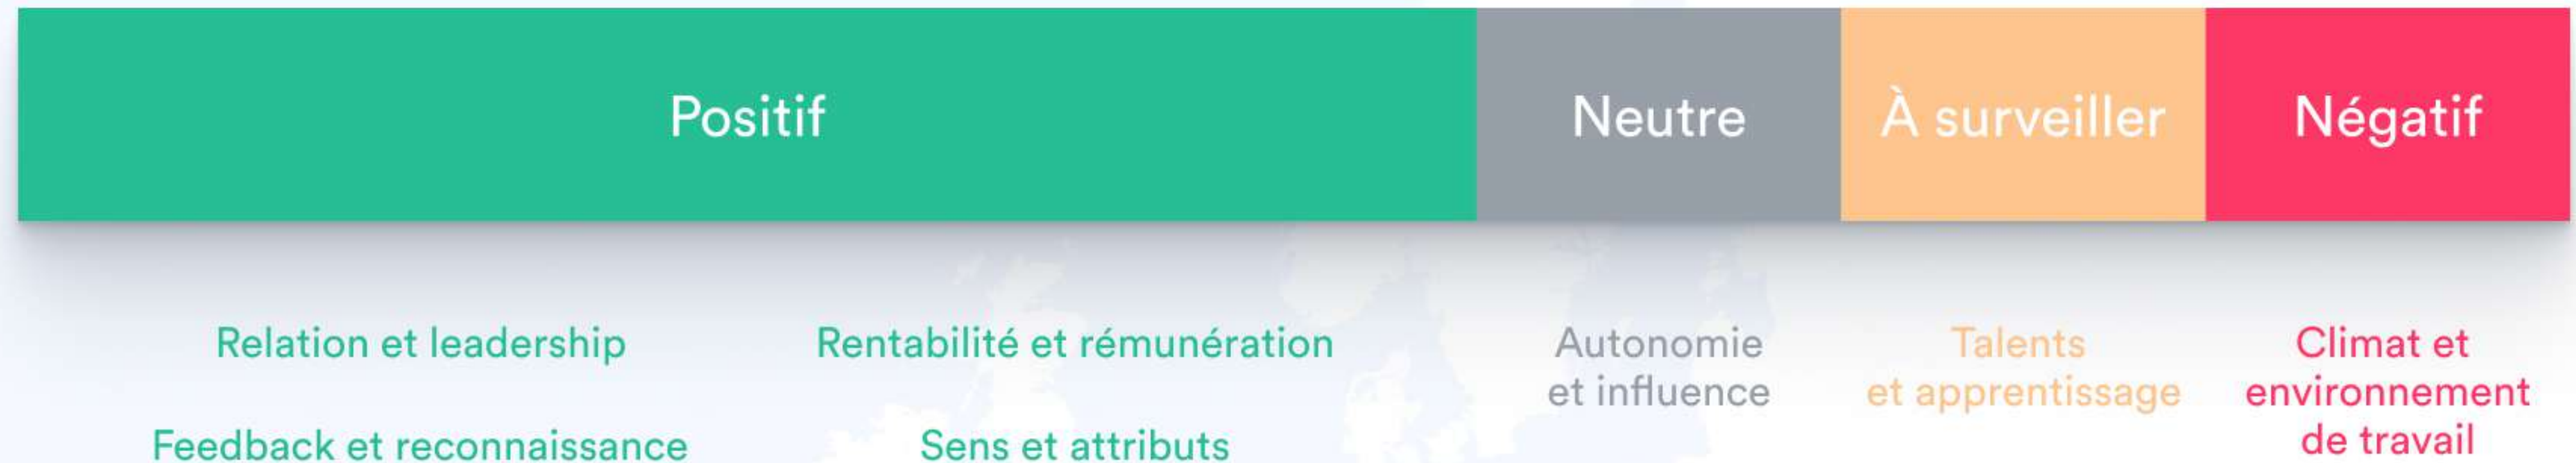 Positif
Neutre
À surveiller
Négatif
Relation et leadership
Rentabilité et rémunération
Feedback et reconnaissance
Sens et attributs
Autonomie
et influence
Talents
et apprentissage
Climat et
environnement
de travail